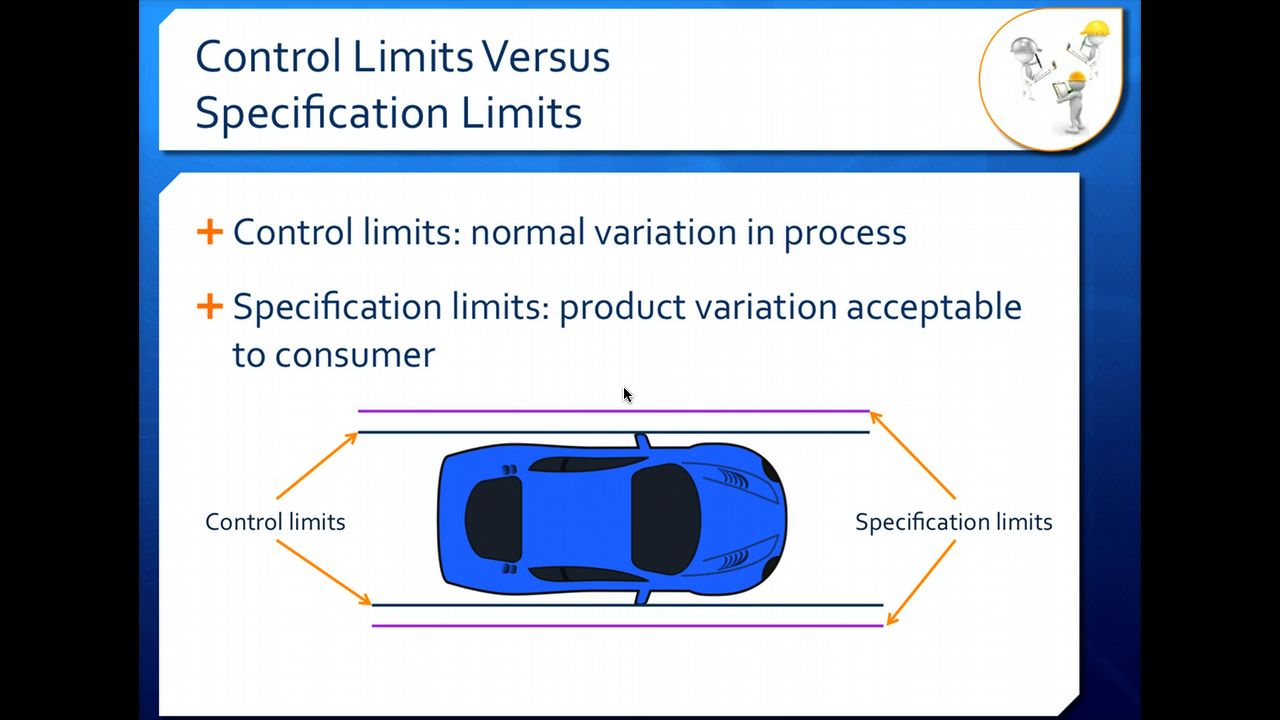 Control Limits Versus
Specification Limits
Control limits: normal variation in process
Specification limits: product variation acceptable
to consumer
Control limits
Specification limits